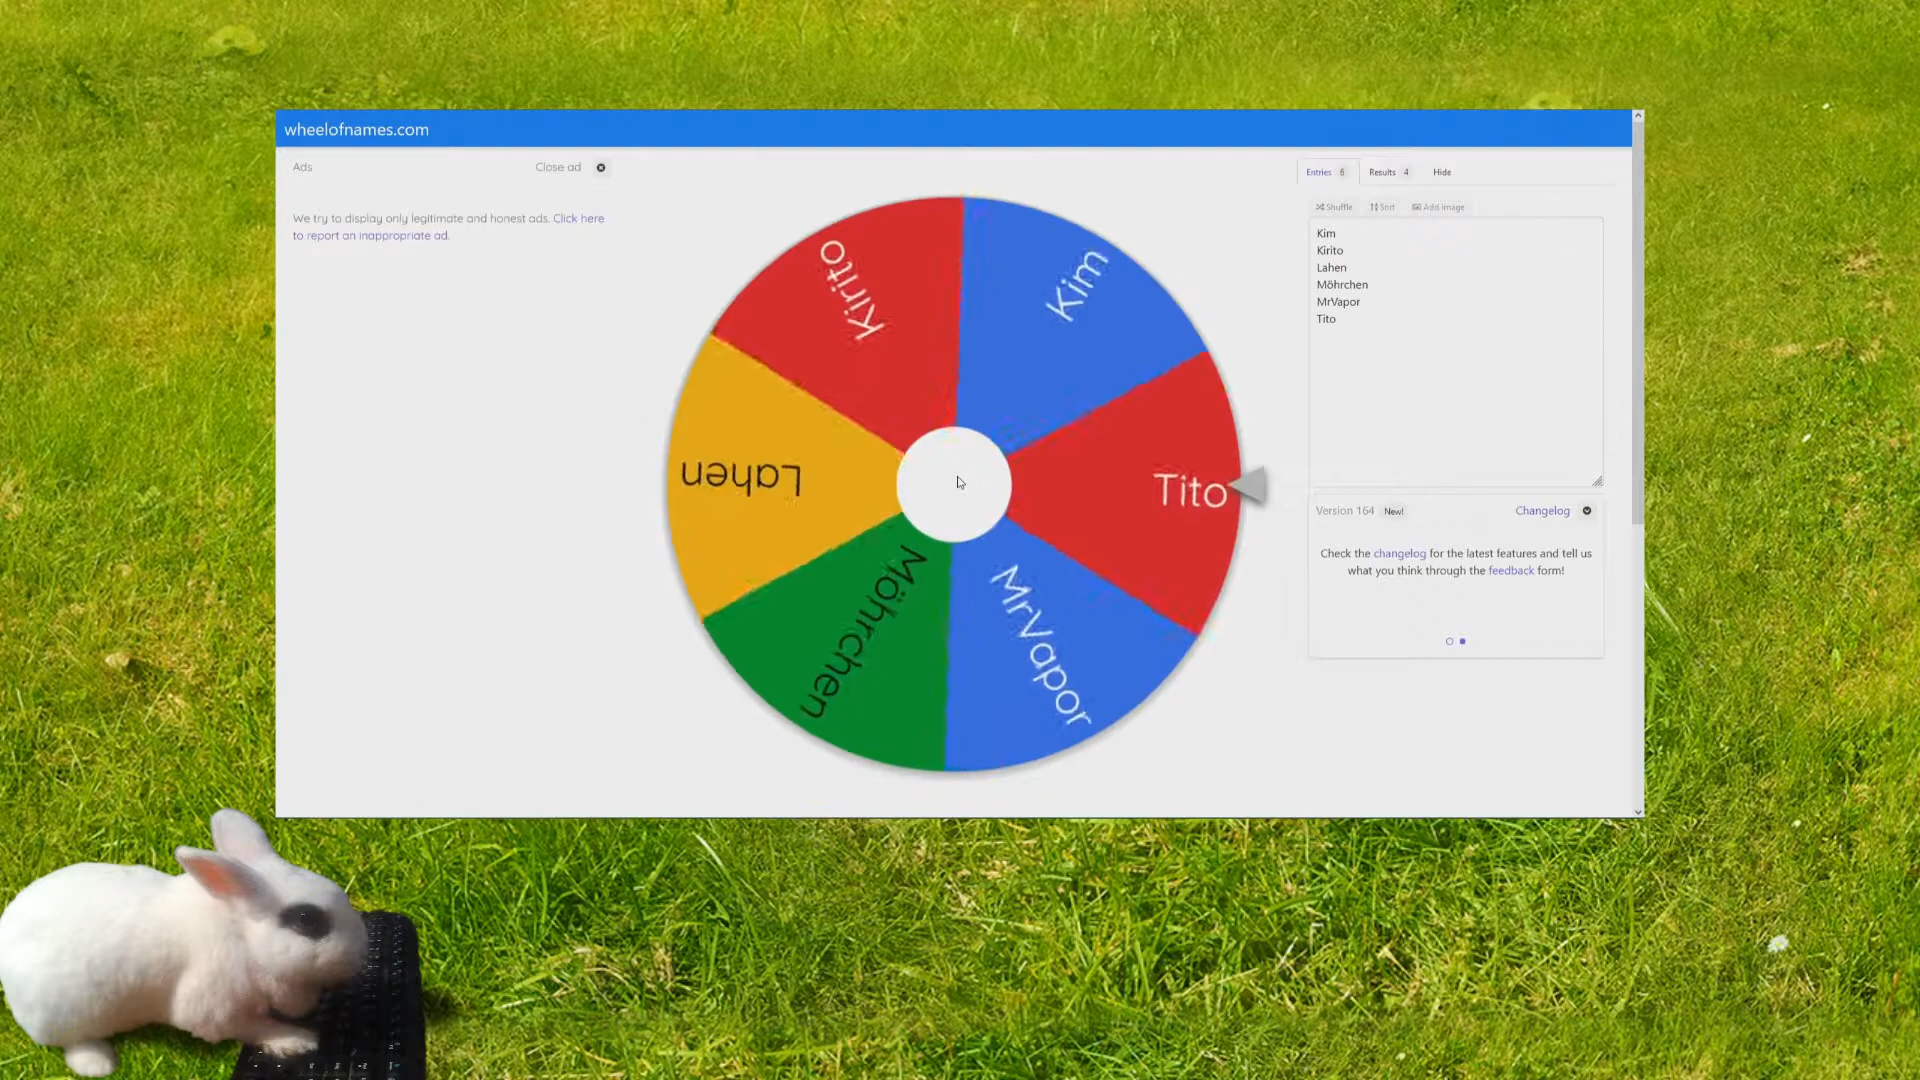 wheelofnames.com
Ads
Close ad
We try to display only legitimate and honest ads. Click here
to report an inappropriate ad.
Kirito
Kim
Lahen
Tito
Möhrchen
MrVapor
Entries 6
Results 4
Hide
Shuffle
Sort
Add image
Kim
Kirito
Lahen
Möhrchen
MrVapor
Tito
Version 164 New!
Changelog
Check the changelog for the latest features and tell us
what you think through the feedback form!